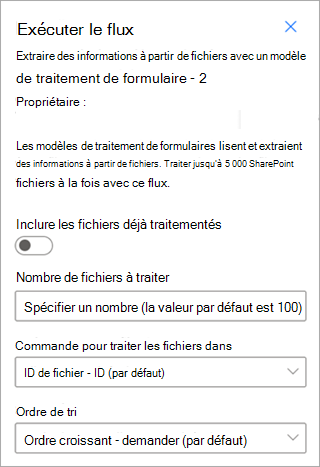 Exécuter le flux
Extraire des informations à partir de fichiers avec un modèle
de traitement de formulaire - 2
Propriétaire :
Les modèles de traitement de formulaires lisent et extraient
des informations à partir de fichiers. Traiter jusqu'à 5 000 SharePoint
fichiers à la fois avec ce flux.
Inclure les fichiers déjà traitementés
Nombre de fichiers à traiter
Spécifier un nombre (la valeur par défaut est 100)
Commande pour traiter les fichiers dans
ID de fichier - ID (par défaut)
Ordre de tri
Ordre croissant - demander (par défaut)